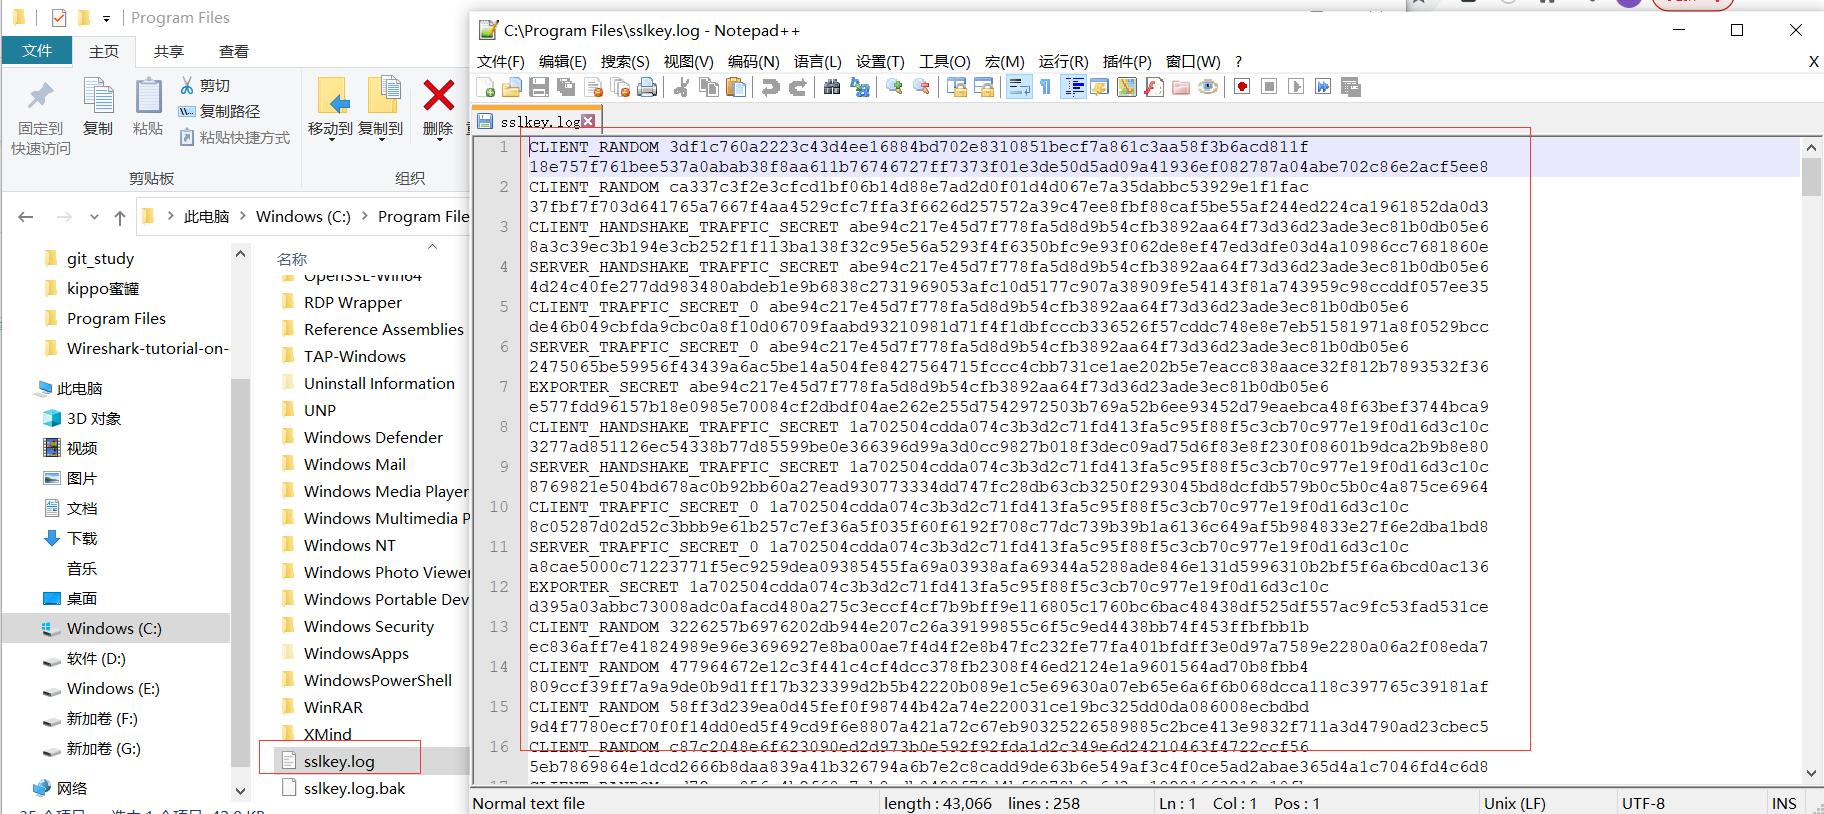 Program Files
文件 主页 共享 查看
固定到
快速访问
复制
粘贴
剪切
复制路径
粘贴快捷方式
移动到 复制到 删除
剪贴板
组织
此电脑 Windows (C:) Program File
git_study
kippo蜜罐
Program Files
Wireshark-tutorial-on-
此电脑
3D 对象
视频
图片
文档
下载
音乐
桌面
Windows (C:)
软件 (D:)
Windows (E:)
新加卷 (F:)
新加卷 (G:)
网络
名称
OpenSSL-Win64
RDP Wrapper
Reference Assemblies
TAP-Windows
Uninstall Information
UNP
Windows Defender
Windows Mail
Windows Media Player
Windows Multimedia P
Windows NT
Windows Photo Viewer
Windows Portable Dev
Windows Security
WindowsApps
WindowsPowerShell
WinRAR
XMind
sslkey.log
sslkey.log.bak
C:\Program Files\sslkey.log - Notepad++
文件(F) 编辑(E) 搜索(S) 视图(V) 编码(N) 语言(L) 设置(T) 工具(O) 宏(M) 运行(R) 插件(P) 窗口(W) ? X
sslkey.log
1 CLIENT_RANDOM 3df1c760a2223c43d4ee16884bd702e8310851becf7a861c3aa58f3b6acd811f
18e757f761bee537a0abab38f8aa611b76746727ff7373f01e3de50d5ad09a41936ef082787a04abe702c86e2acf5ee8
2 CLIENT_RANDOM ca337c3f2e3cfcd1bf06b14d88e7ad2d0f01d4d067e7a35dabbc53929e1f1fac
37fbf7f703d641765a7667f4aa4529cfc7ffa3f6626d257572a39c47ee8fbf88caf5be55af244ed224ca1961852da0d3
3 CLIENT_HANDSHAKE_TRAFFIC_SECRET abe94c217e45d7f778fa5d8d9b54cfb3892aa64f73d36d23ade3ec81b0db05e6
8a3c39ec3b194e3cb252f1f113ba138f32c95e56a5293f4f6350bfc9e93f062de8ef47ed3dfe03d4a10986cc7681860e
4 SERVER_HANDSHAKE_TRAFFIC_SECRET abe94c217e45d7f778fa5d8d9b54cfb3892aa64f73d36d23ade3ec81b0db05e6
4d24c40fe277dd983480abdeb1e9b6838c2731969053afc10d5177c907a38909fe54143f81a743959c98ccddf057ee35
5 CLIENT_TRAFFIC_SECRET_0 abe94c217e45d7f778fa5d8d9b54cfb3892aa64f73d36d23ade3ec81b0db05e6
de46b049cbfda9cbc0a8f10d06709faabd93210981d71f4f1dbfcccb336526f57cddc748e8e7eb51581971a8f0529bcc
6 SERVER_TRAFFIC_SECRET_0 abe94c217e45d7f778fa5d8d9b54cfb3892aa64f73d36d23ade3ec81b0db05e6
2475065be59956f43439a6ac5be14a504fe8427564715fccc4cbb731ce1ae202b5e7eacc838aace32f812b7893532f36
7 EXPORTER_SECRET abe94c217e45d7f778fa5d8d9b54cfb3892aa64f73d36d23ade3ec81b0db05e6
e577fdd96157b18e0985e70084cf2dbdf04ae262e255d7542972503b769a52b6ee93452d79eaebca48f63bef3744bca9
8 CLIENT_HANDSHAKE_TRAFFIC_SECRET 1a702504cdda074c3b3d2c71fd413fa5c95f88f5c3cb70c977e19f0d16d3c10c
3277ad851126ec54338b77d85599be0e366396d99a3d0cc9827b018f3dec09ad75d6f83e8f230f08601b9dca2b9b8e80
9 SERVER_HANDSHAKE_TRAFFIC_SECRET 1a702504cdda074c3b3d2c71fd413fa5c95f88f5c3cb70c977e19f0d16d3c10c
8769821e504bd678ac0b92bb60a27ead930773334dd747fc28db63cb3250f293045bd8dcfdb579b0c5b0c4a875ce6964
10 CLIENT_TRAFFIC_SECRET_0 1a702504cdda074c3b3d2c71fd413fa5c95f88f5c3cb70c977e19f0d16d3c10c
8c05287d02d52c3bbb9e61b257c7ef36a5f035f60f6192f708c77dc739b39b1a6136c649af5b984833e27f6e2dba1bd8
11 SERVER_TRAFFIC_SECRET_0 1a702504cdda074c3b3d2c71fd413fa5c95f88f5c3cb70c977e19f0d16d3c10c
a8cae5000c71223771f5ec9259dea09385455fa69a03938afa69344a5288ade846e131d5996310b2bf5f6a6bcd0ac136
12 EXPORTER_SECRET 1a702504cdda074c3b3d2c71fd413fa5c95f88f5c3cb70c977e19f0d16d3c10c
d395a03abbc73008adc0afacd480a275c3eccf4cf7b9bff9e116805c1760bc6bac48438df525df557ac9fc53fad531ce
13 CLIENT_RANDOM 3226257b6976202db944e207c26a39199855c6f5c9ed4438bb74f453ffbfbb1b
ec836aff7e41824989e96e3696927e8ba00ae7f4d4f2e8b47fc232fe77fa401bfdff3e0d97a7589e2280a06a2f08eda7
14 CLIENT_RANDOM 477964672e12c3f441c4cf4dcc378fb2308f46ed2124e1a9601564ad70b8fbb4
809ccf39ff7a9a9de0b9d1ff17b323399d2b5b42220b089e1c5e69630a07eb65e6a6f6b068dcca118c397765c39181af
15 CLIENT_RANDOM 58ff3d239ea0d45fef0f98744b42a74e220031ce19bc325dd0da086008ecbdbd
9d4f7780ecf70f0f14dd0ed5f49cd9f6e8807a421a72c67eb90325226589885c2bce413e9832f711a3d4790ad23cbec5
16 CLIENT_RANDOM c87c2048e6f623090ed2d973b0e592f92fda1d2c349e6d24210463f4722ccf56
5eb7869864e1dcd2666b8daa839a41b326794a6b7e2c8cadd9de63b6e549af3c4f0ce5ad2abae365d4a1c7046fd4c6d8
Normal text file length : 43,066 lines : 258 Ln : 1 Col : 1 Pos : 1 Unix (LF) UTF-8 INS